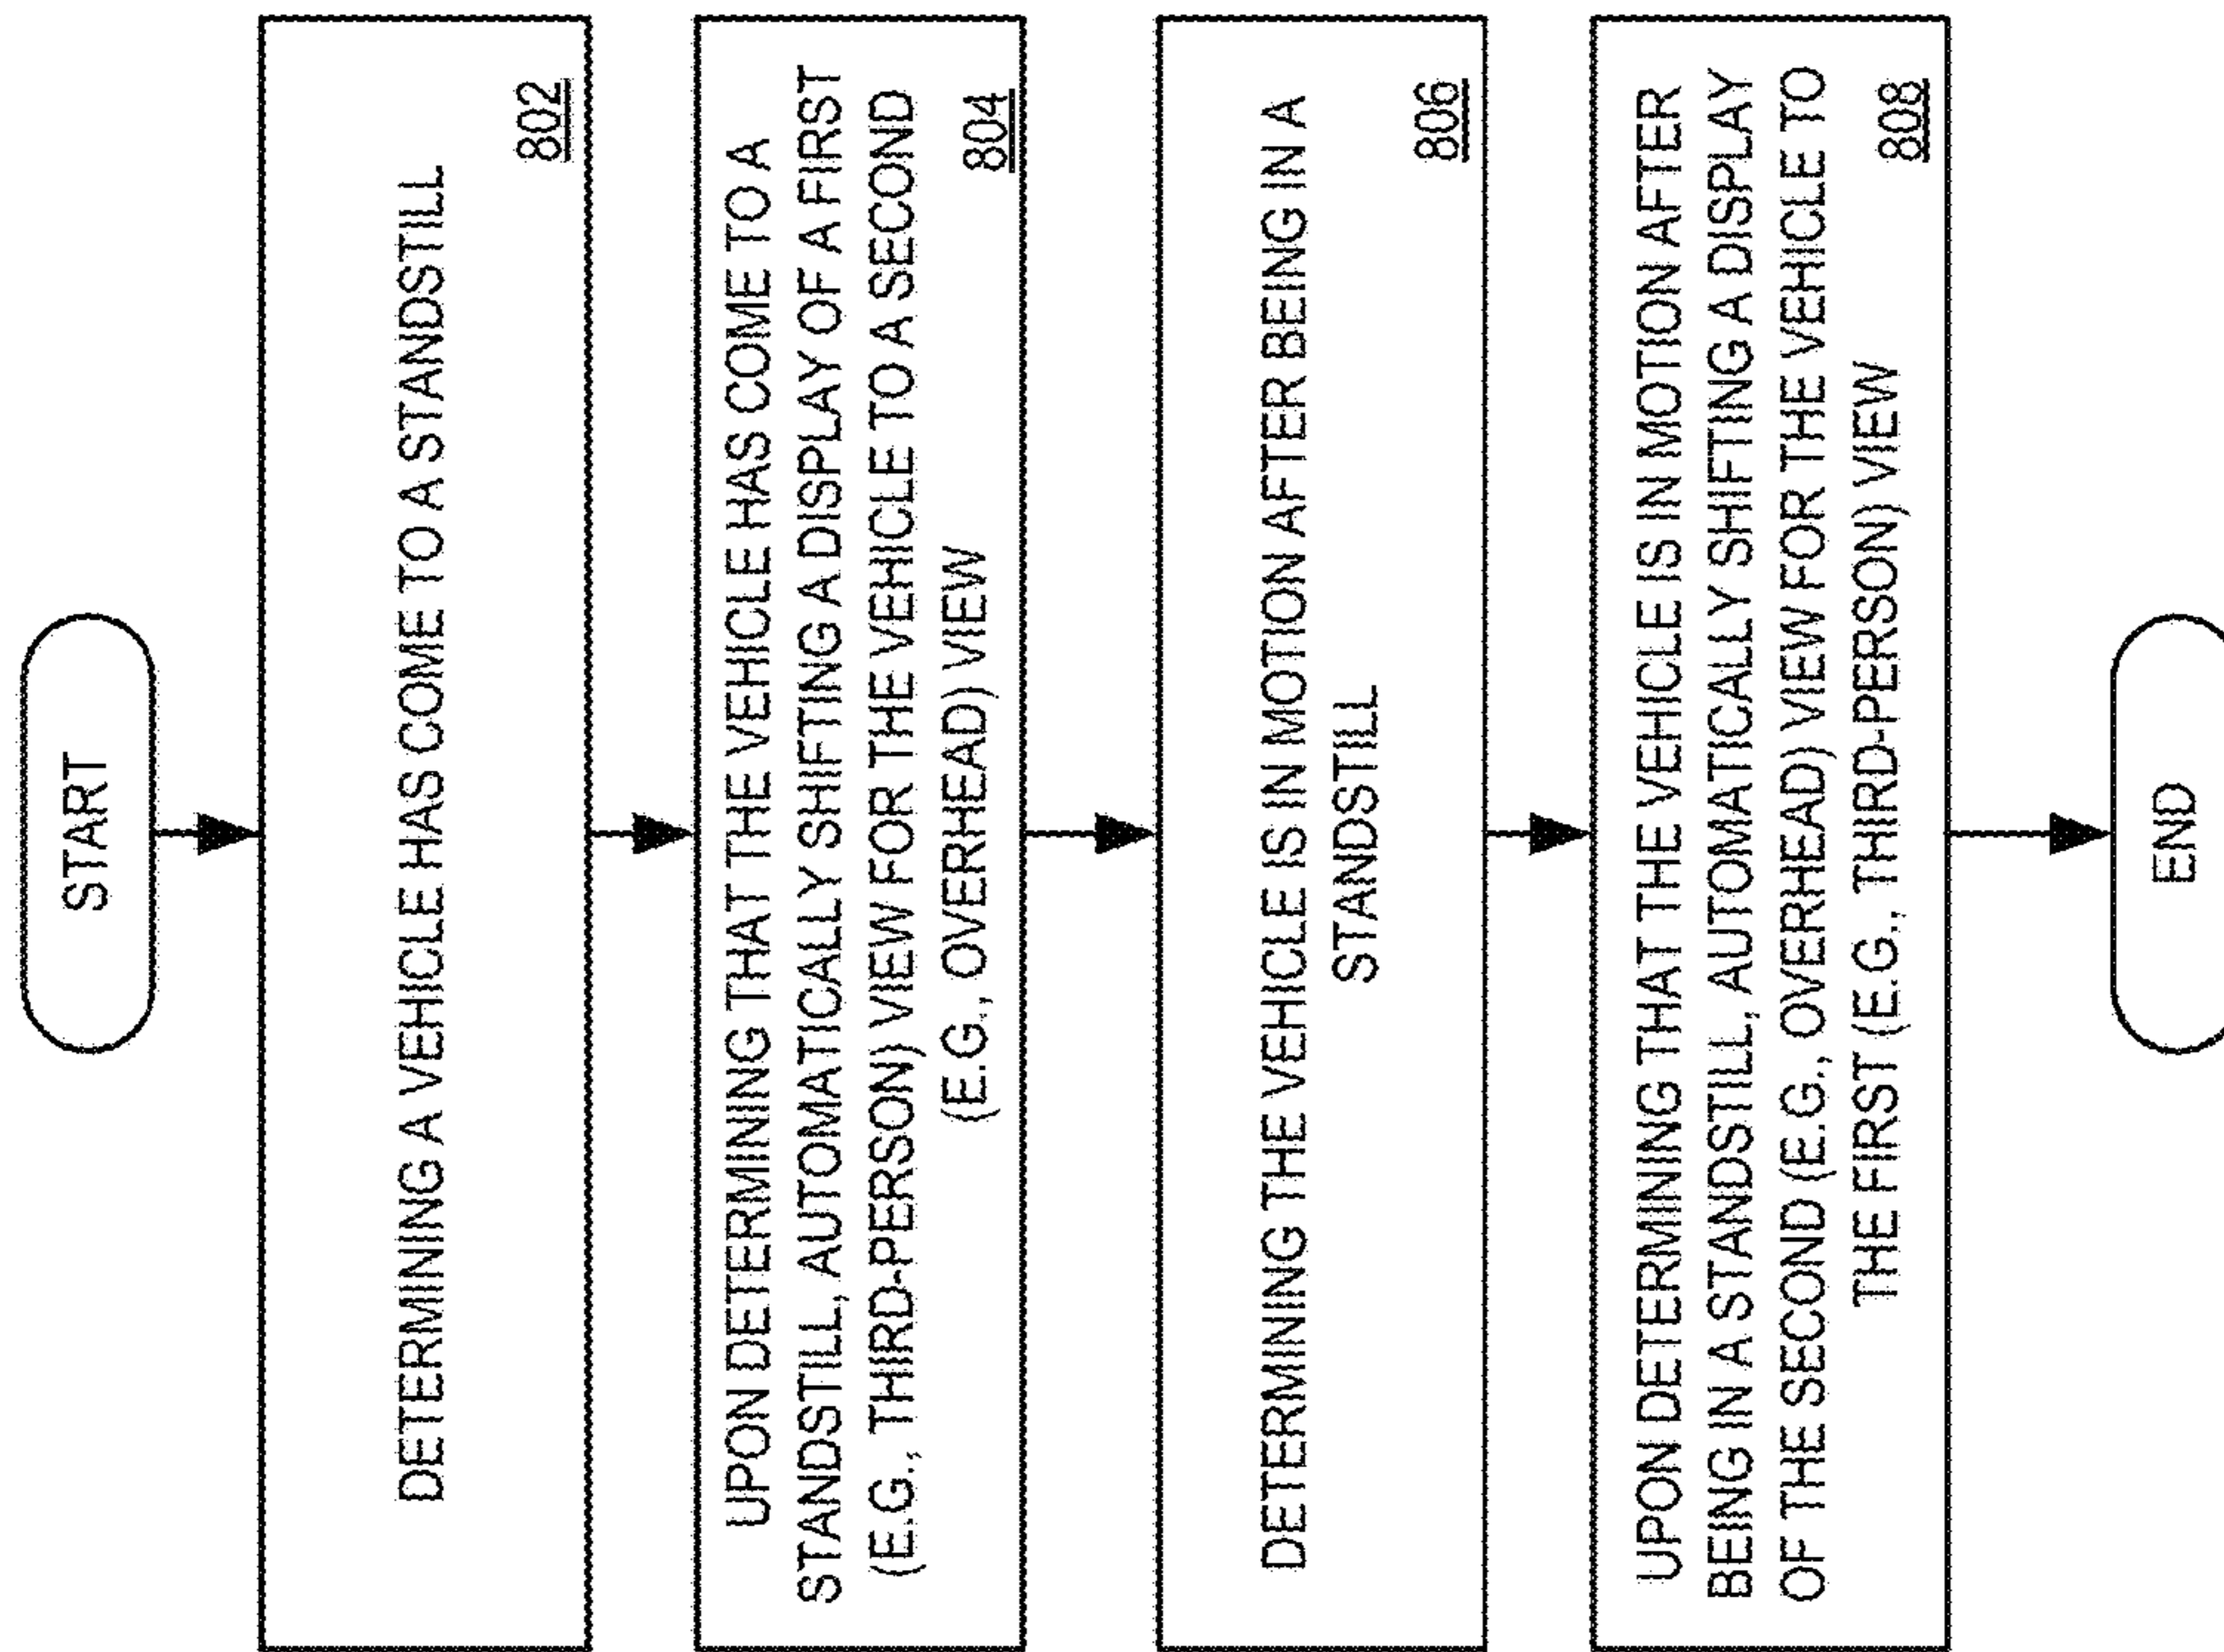 START
DETERMINING A VEHICLE HAS COME TO A STANDSTILL
802
UPON DETERMINING THAT THE VEHICLE HAS COME TO A
STANDSTILL, AUTOMATICALLY SHIFTING A DISPLAY OF A FIRST
(E.G., THIRD-PERSON) VIEW FOR THE VEHICLE TO A SECOND
(E.G., OVERHEAD) VIEW
804
DETERMINING THE VEHICLE IS IN MOTION AFTER BEING IN A
STANDSTILL
806
UPON DETERMINING THAT THE VEHICLE IS IN MOTION AFTER
BEING IN A STANDSTILL, AUTOMATICALLY SHIFTING A DISPLAY
OF THE SECOND (E.G., OVERHEAD) VIEW FOR THE VEHICLE TO
THE FIRST (E.G., THIRD-PERSON) VIEW
808
END